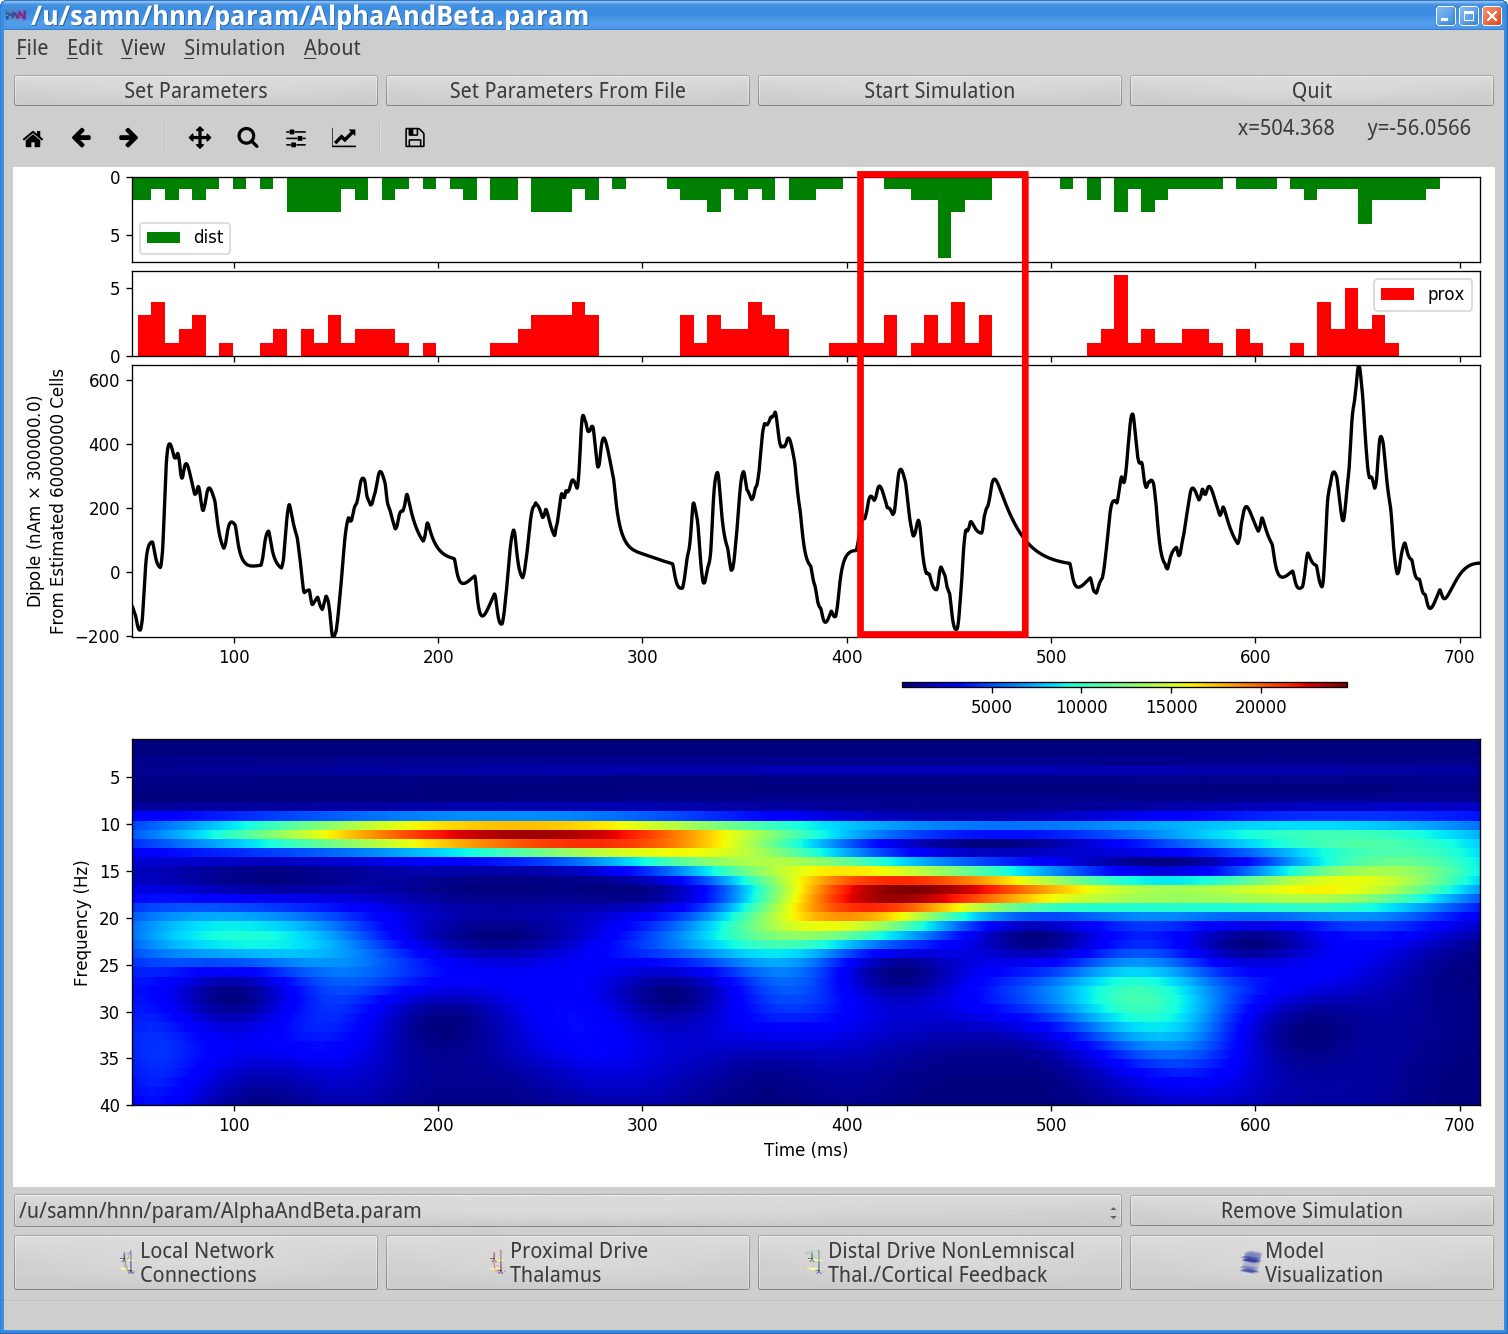 HNN /u/samn/hnn/param/AlphaAndBeta.param
File Edit View Simulation About
Set Parameters Set Parameters From File Start Simulation Quit
x=504.368 y=-56.0566
0
5
dist
5
0
prox
Dipole (nAm × 300000.0)
From Estimated 60000000 Cells
600
400
200
0
−200
100 200 300 400 500 600 700
5000 10000 15000 20000
Frequency (Hz)
5
10
15
20
25
30
35
40
100 200 300 400 500 600 700
Time (ms)
/u/samn/hnn/param/AlphaAndBeta.param Remove Simulation
Local Network
Connections
Proximal Drive
Thalamus
Distal Drive NonLemniscal
Thal./Cortical Feedback
Model
Visualization